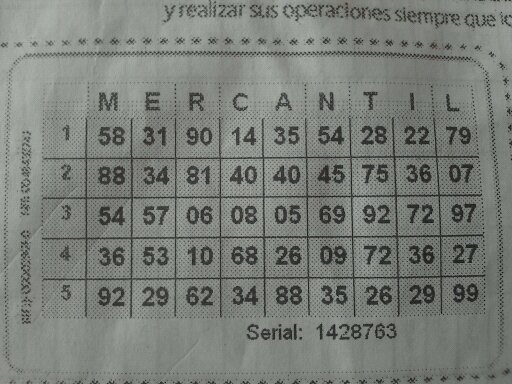 y realizar sus operaciones siempre que
M E R C A N T I L
1 58 31 90 14 35 54 28 22 79
2 88 34 81 40 40 45 75 36 07
3 54 57 06 08 05 69 92 72 97
4 36 53 10 68 26 09 72 36 27
5 92 29 62 34 88 35 26 29 99
Serial: 1428763